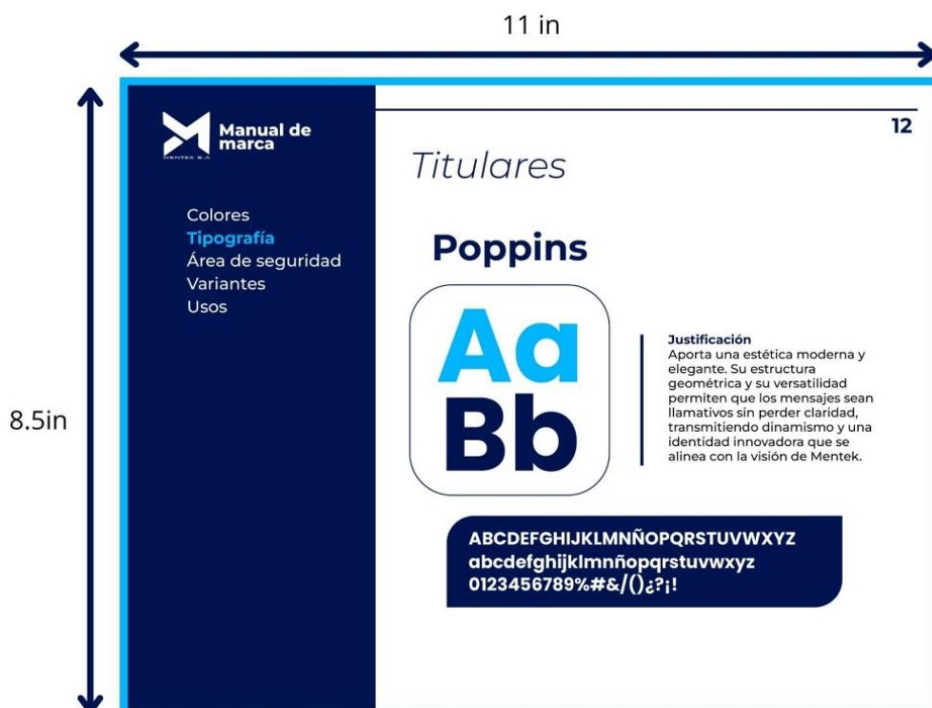 11 in
8.5in
Manual de
marca
MENTEK S.A
Colores
Tipografía
Área de seguridad
Variantes
Usos
12
Titulares
Poppins
Aa
Bb
Justificación
Aporta una estética moderna y
elegante. Su estructura
geométrica y su versatilidad
permiten que los mensajes sean
llamativos sin perder claridad,
transmitiendo dinamismo y una
identidad innovadora que se
alinea con la visión de Mentek.
ABCDEFGHIJKLMNÑOPQRSTUVWXYZ
abcdefghijklmnñopqrstuvwxyz
0123456789%#&/()¿?¡!